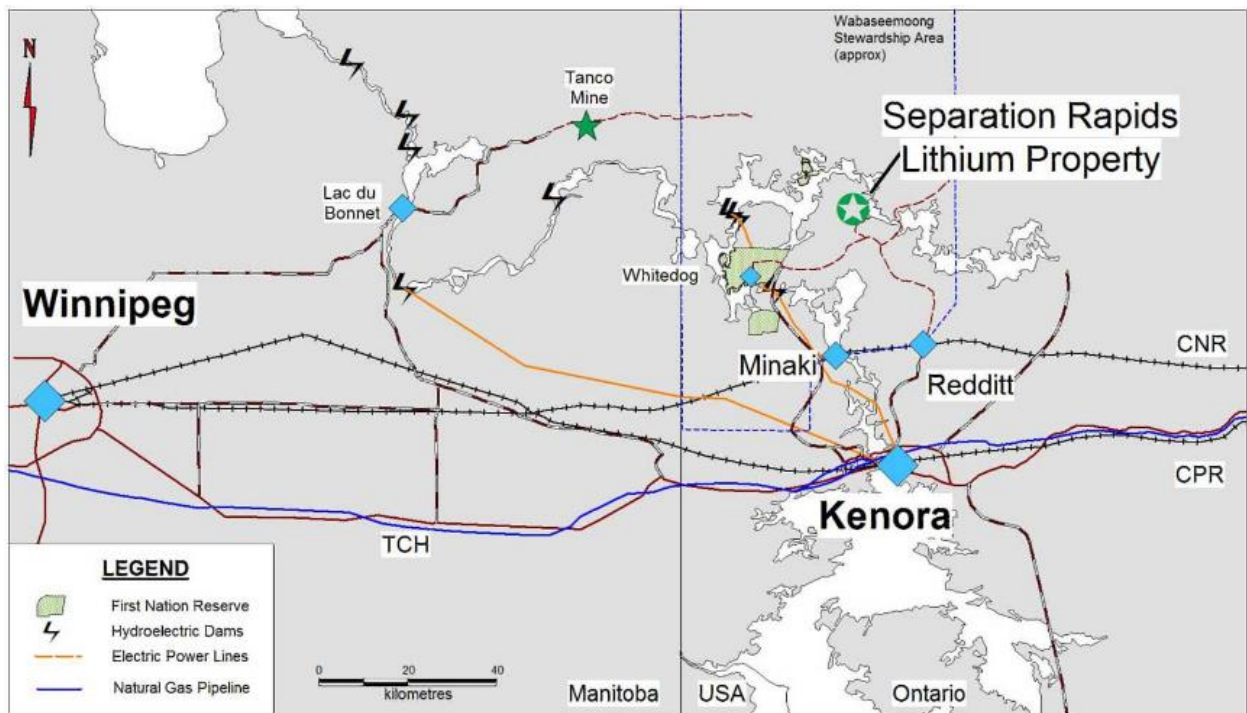 N
Wabaseemoong
Stewardship Area
(approx)
Tanco
Mine
Separation Rapids
Lithium Property
Lac du
Bonnet
Whitedog
Winnipeg
Minaki
Redditt
CNR
CPR
Kenora
TCH
LEGEND
First Nation Reserve
Hydroelectric Dams
Electric Power Lines
Natural Gas Pipeline
0 20 40
kilometres
Manitoba
USA
Ontario